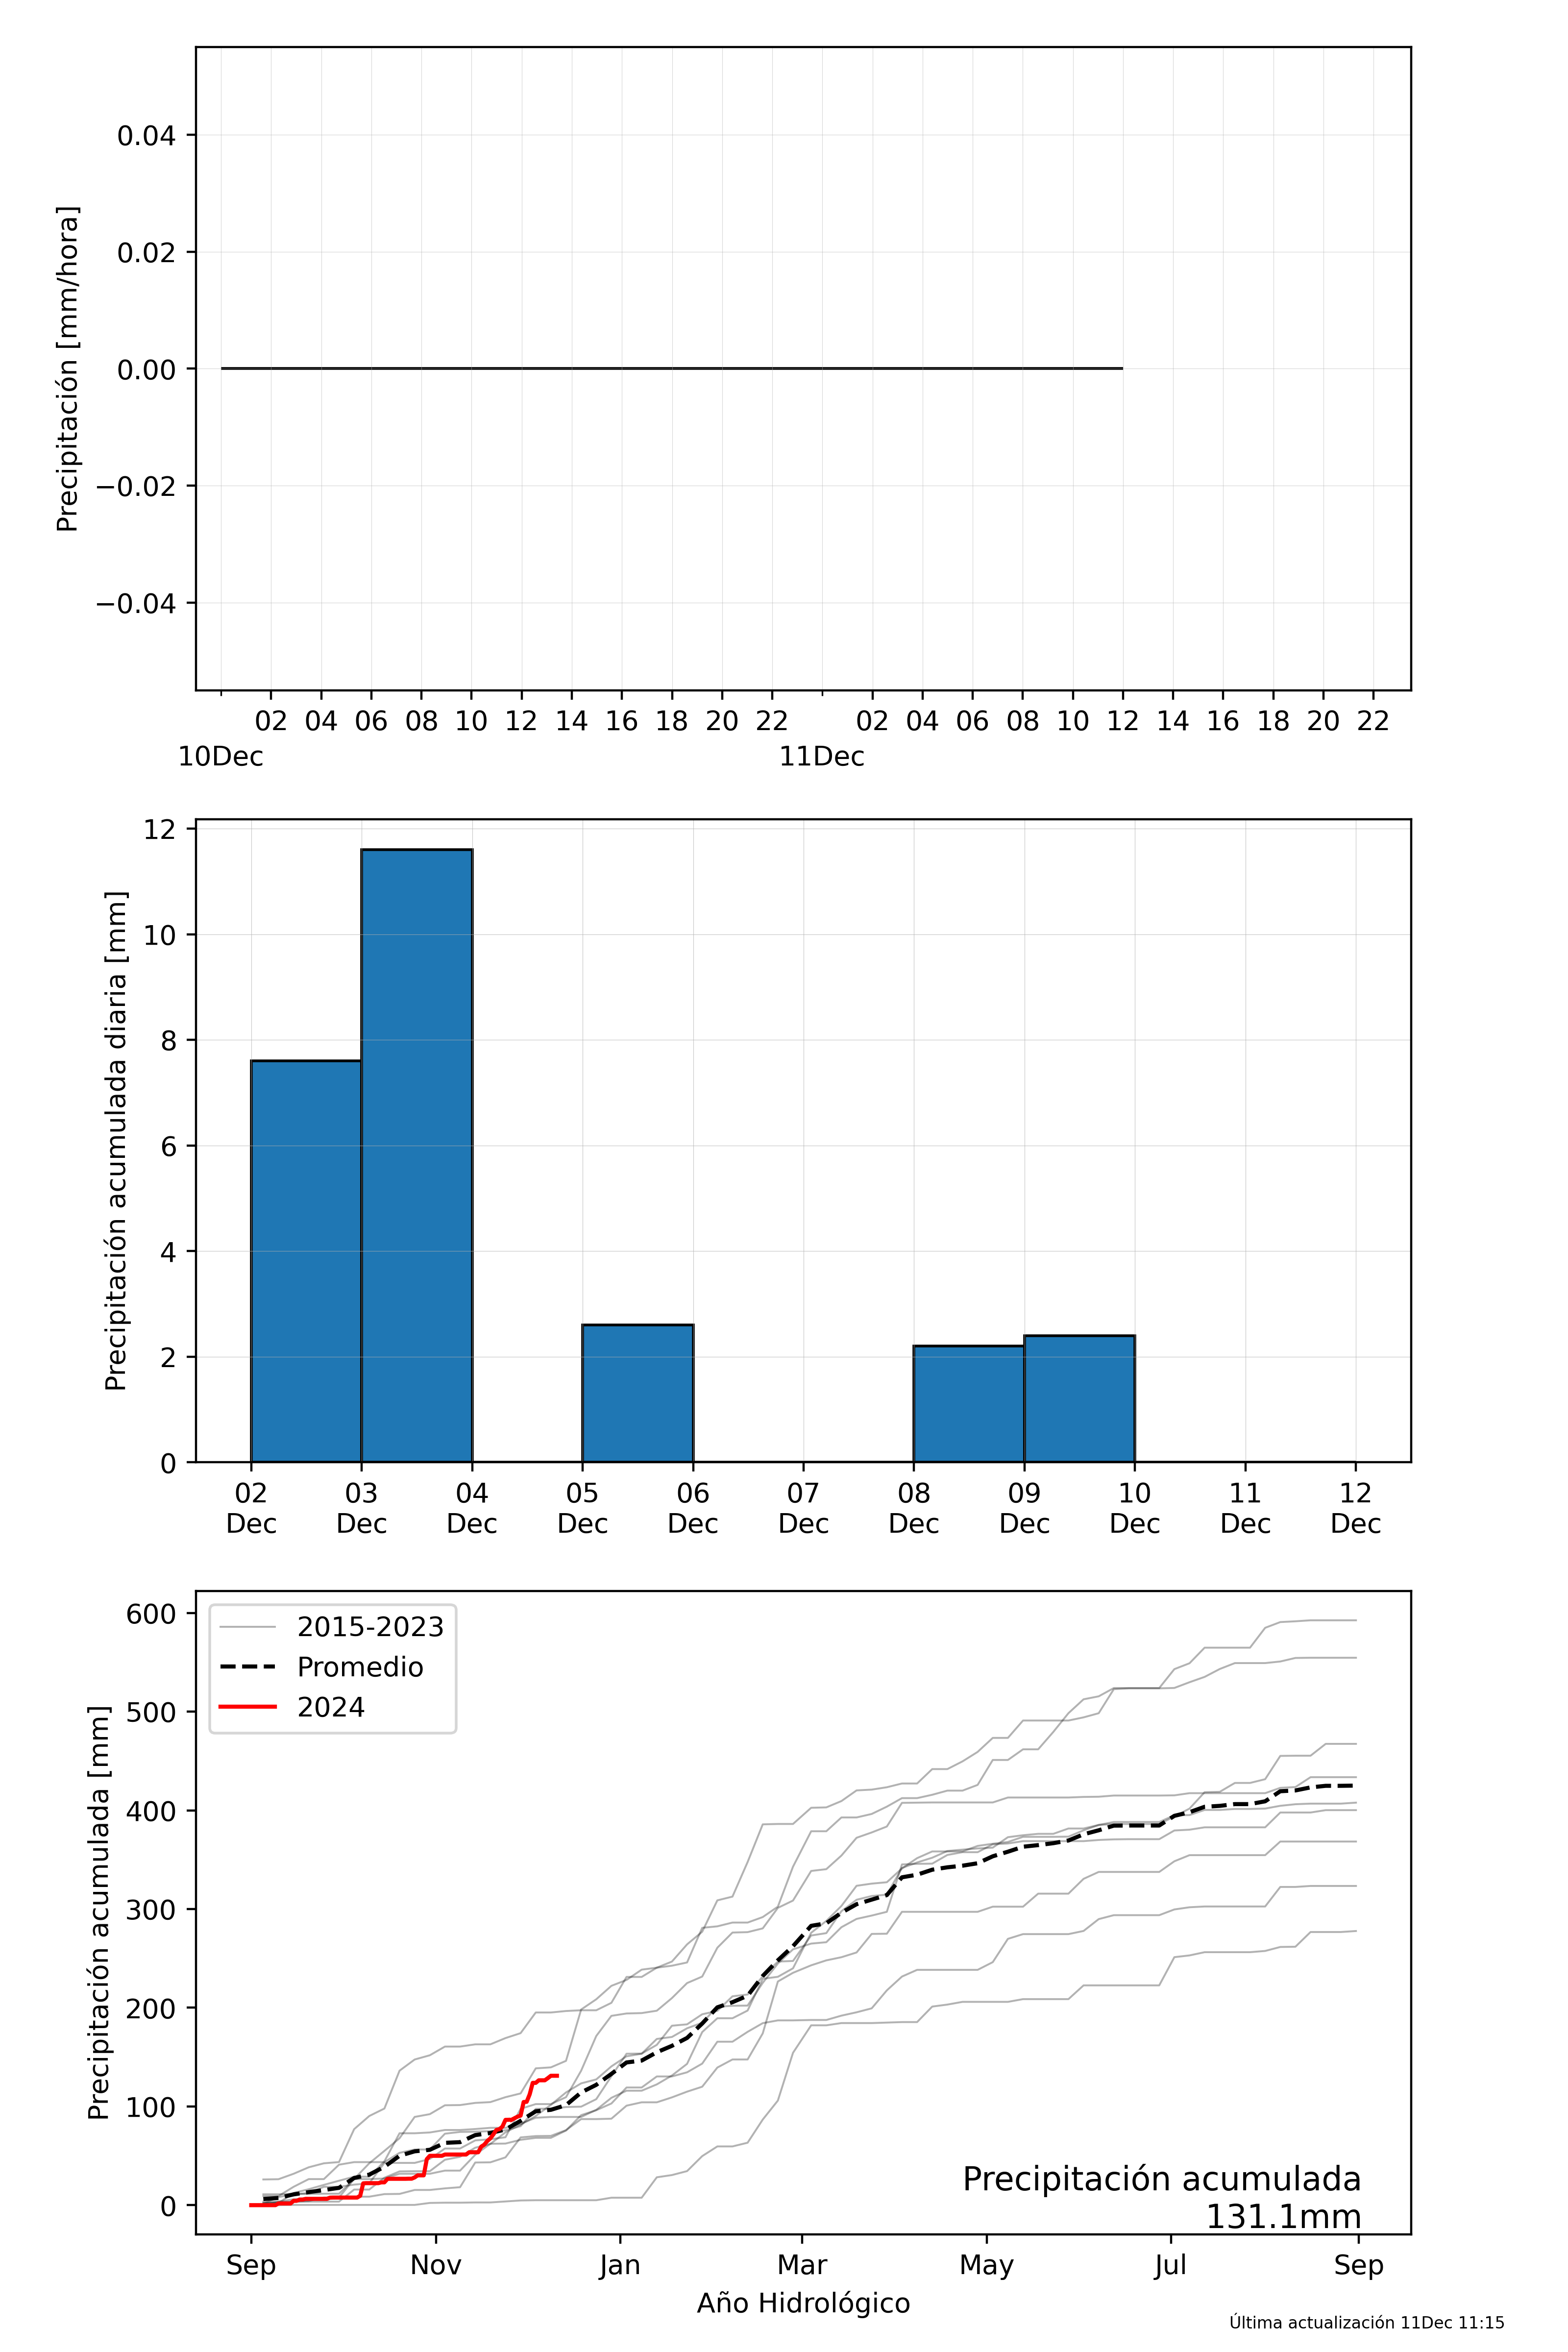 Precipitación [mm/hora]
0.04
0.02
0.00
−0.02
−0.04
02 04 06 08 10 12 14 16 18 20 22 02 04 06 08 10 12 14 16 18 20 22
10Dec 11Dec
Precipitación acumulada diaria [mm]
12
10
8
6
4
2
0
02 03 04 05 06 07 08 09 10 11 12
Dec Dec Dec Dec Dec Dec Dec Dec Dec Dec Dec
Precipitación acumulada [mm]
600
500
400
300
200
100
0
2015-2023
Promedio
2024
Precipitación acumulada
131.1mm
Sep Nov Jan Mar May Jul Sep
Año Hidrológico
Última actualización 11Dec 11:15